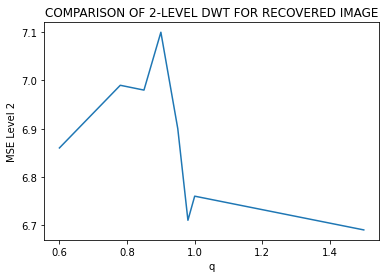 COMPARISON OF 2-LEVEL DWT FOR RECOVERED IMAGE
7.1
7.0
6.9
6.8
6.7
MSE Level 2
0.6 0.8 1.0 1.2 1.4
q